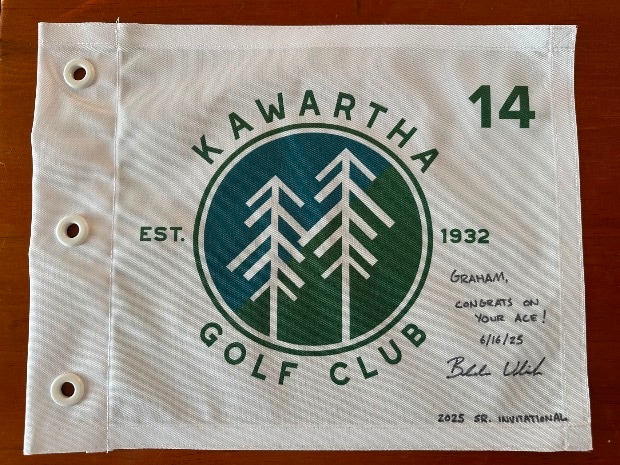 KAWARTHA
14
EST. 1932
GOLF CLUB
GRAHAM,
CONGRATS ON
YOUR ACE!
6/16/25
2025 SR. INVITATIONAL